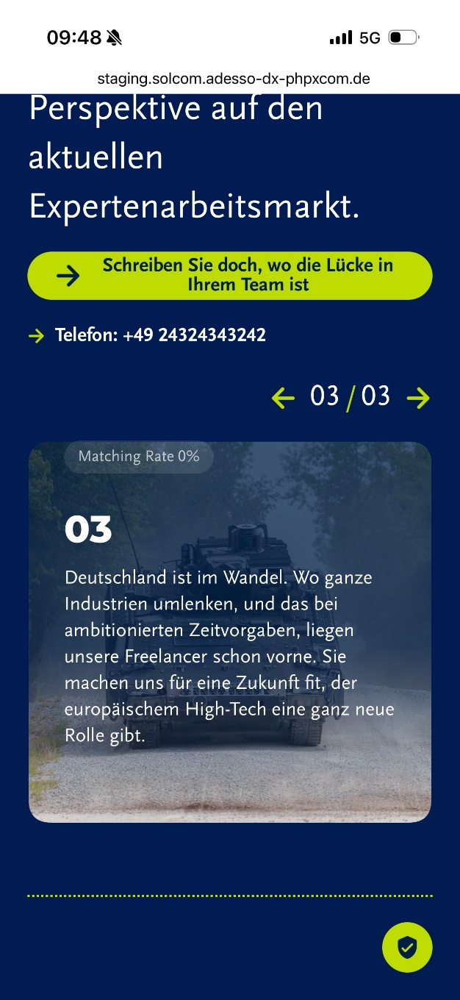 09:48
5G
staging.solcom.adesso-dx-phpxcom.de
Perspektive auf den
aktuellen
Expertenarbeitsmarkt.
Schreiben Sie doch, wo die Lücke in
Ihrem Team ist
Telefon: +49 24324343242
03 / 03
Matching Rate 0%
03
Deutschland ist im Wandel. Wo ganze
Industrien umlenken, und das bei
ambitionierten Zeitvorgaben, liegen
unsere Freelancer schon vorne. Sie
machen uns für eine Zukunft fit, der
europäischem High-Tech eine ganz neue
Rolle gibt.